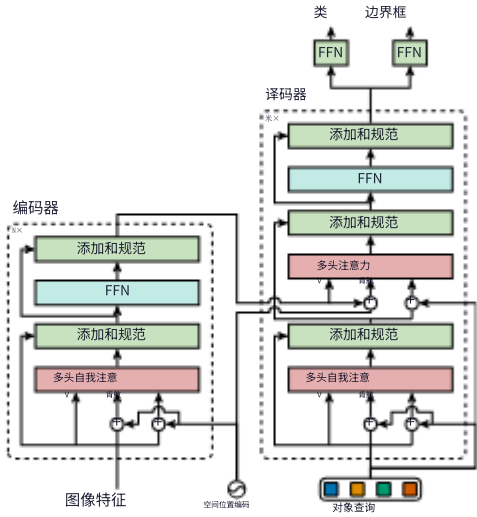 类 边界框
FFN FFN
译码器
米×
添加和规范
FFN
添加和规范
多头注意力
V
添加和规范
多头自我注意
V
编码器
N×
添加和规范
FFN
添加和规范
多头自我注意
V
图像特征
空间位置编码
对象查询